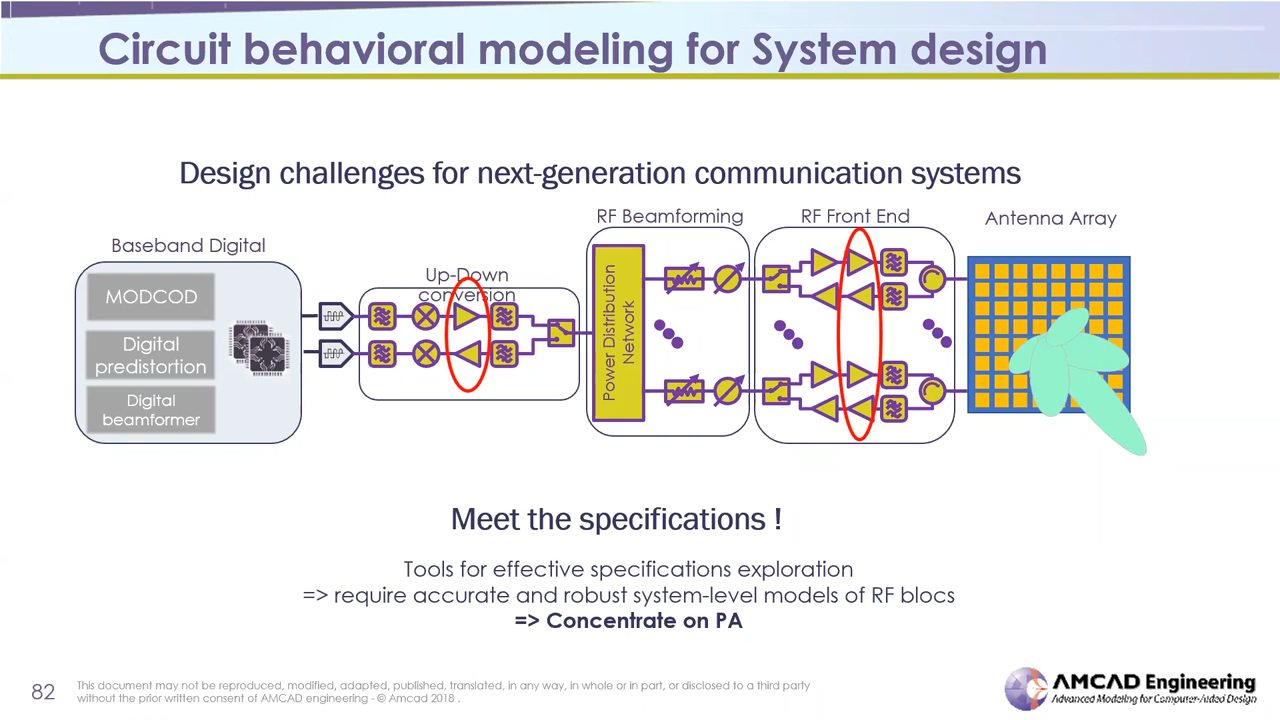 Circuit behavioral modeling for System design
Design challenges for next-generation communication systems
RF Beamforming
RF Front End
Antenna Array
Baseband Digital
Up-Down
conversion
MODCOD
Digital
predistortion
Digital
beamformer
Power Distribution
Network
Meet the specifications !
Tools for effective specifications exploration
=> require accurate and robust system-level models of RF blocs
=> Concentrate on PA
82
This document may not be reproduced, modified, adapted, published, translated, in any way, in whole or in part, or disclosed to a third party
without the prior written consent of AMCAD engineering - © Amcad 2018 .
AMCAD Engineering
Advanced Modeling for Computer-Aided Design